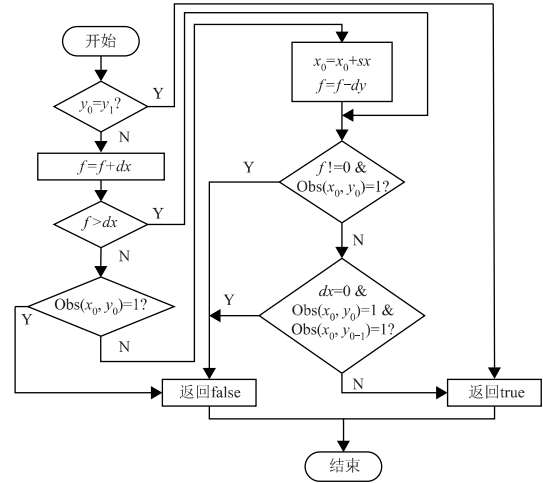 开始
y₀=y₁?
Y
N
f=f+dx
f>dx
Y
N
Obs(x₀, y₀)=1?
Y
N
x₀=x₀+sx
f=f−dy
f !=0 &
Obs(x₀, y₀)=1?
Y
N
dx=0 &
Obs(x₀, y₀)=1 &
Obs(x₀, y₀₋₁)=1?
Y
N
返回false
返回true
结束